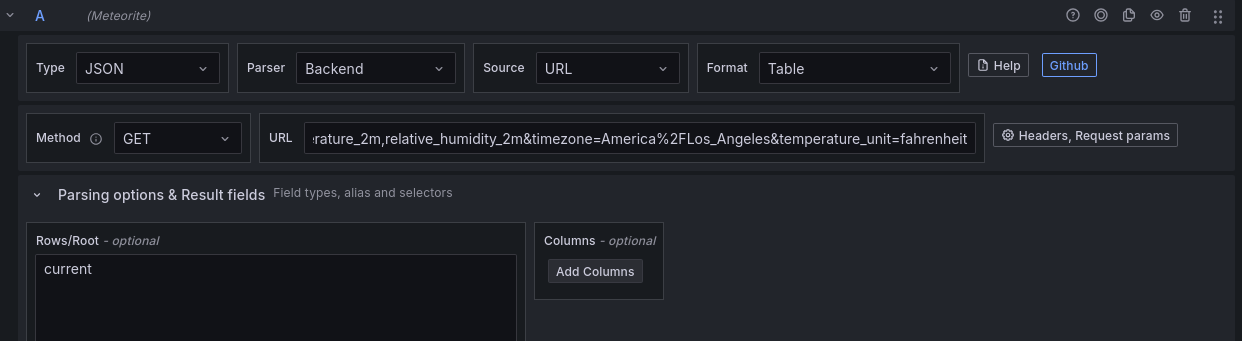 A (Meteorite)
Type JSON Parser Backend Source URL Format Table Help Github
Method GET URL erature_2m,relative_humidity_2m&timezone=America%2FLos_Angeles&temperature_unit=fahrenheit Headers, Request params
Parsing options & Result fields Field types, alias and selectors
Rows/Root - optional Columns - optional
current Add Columns